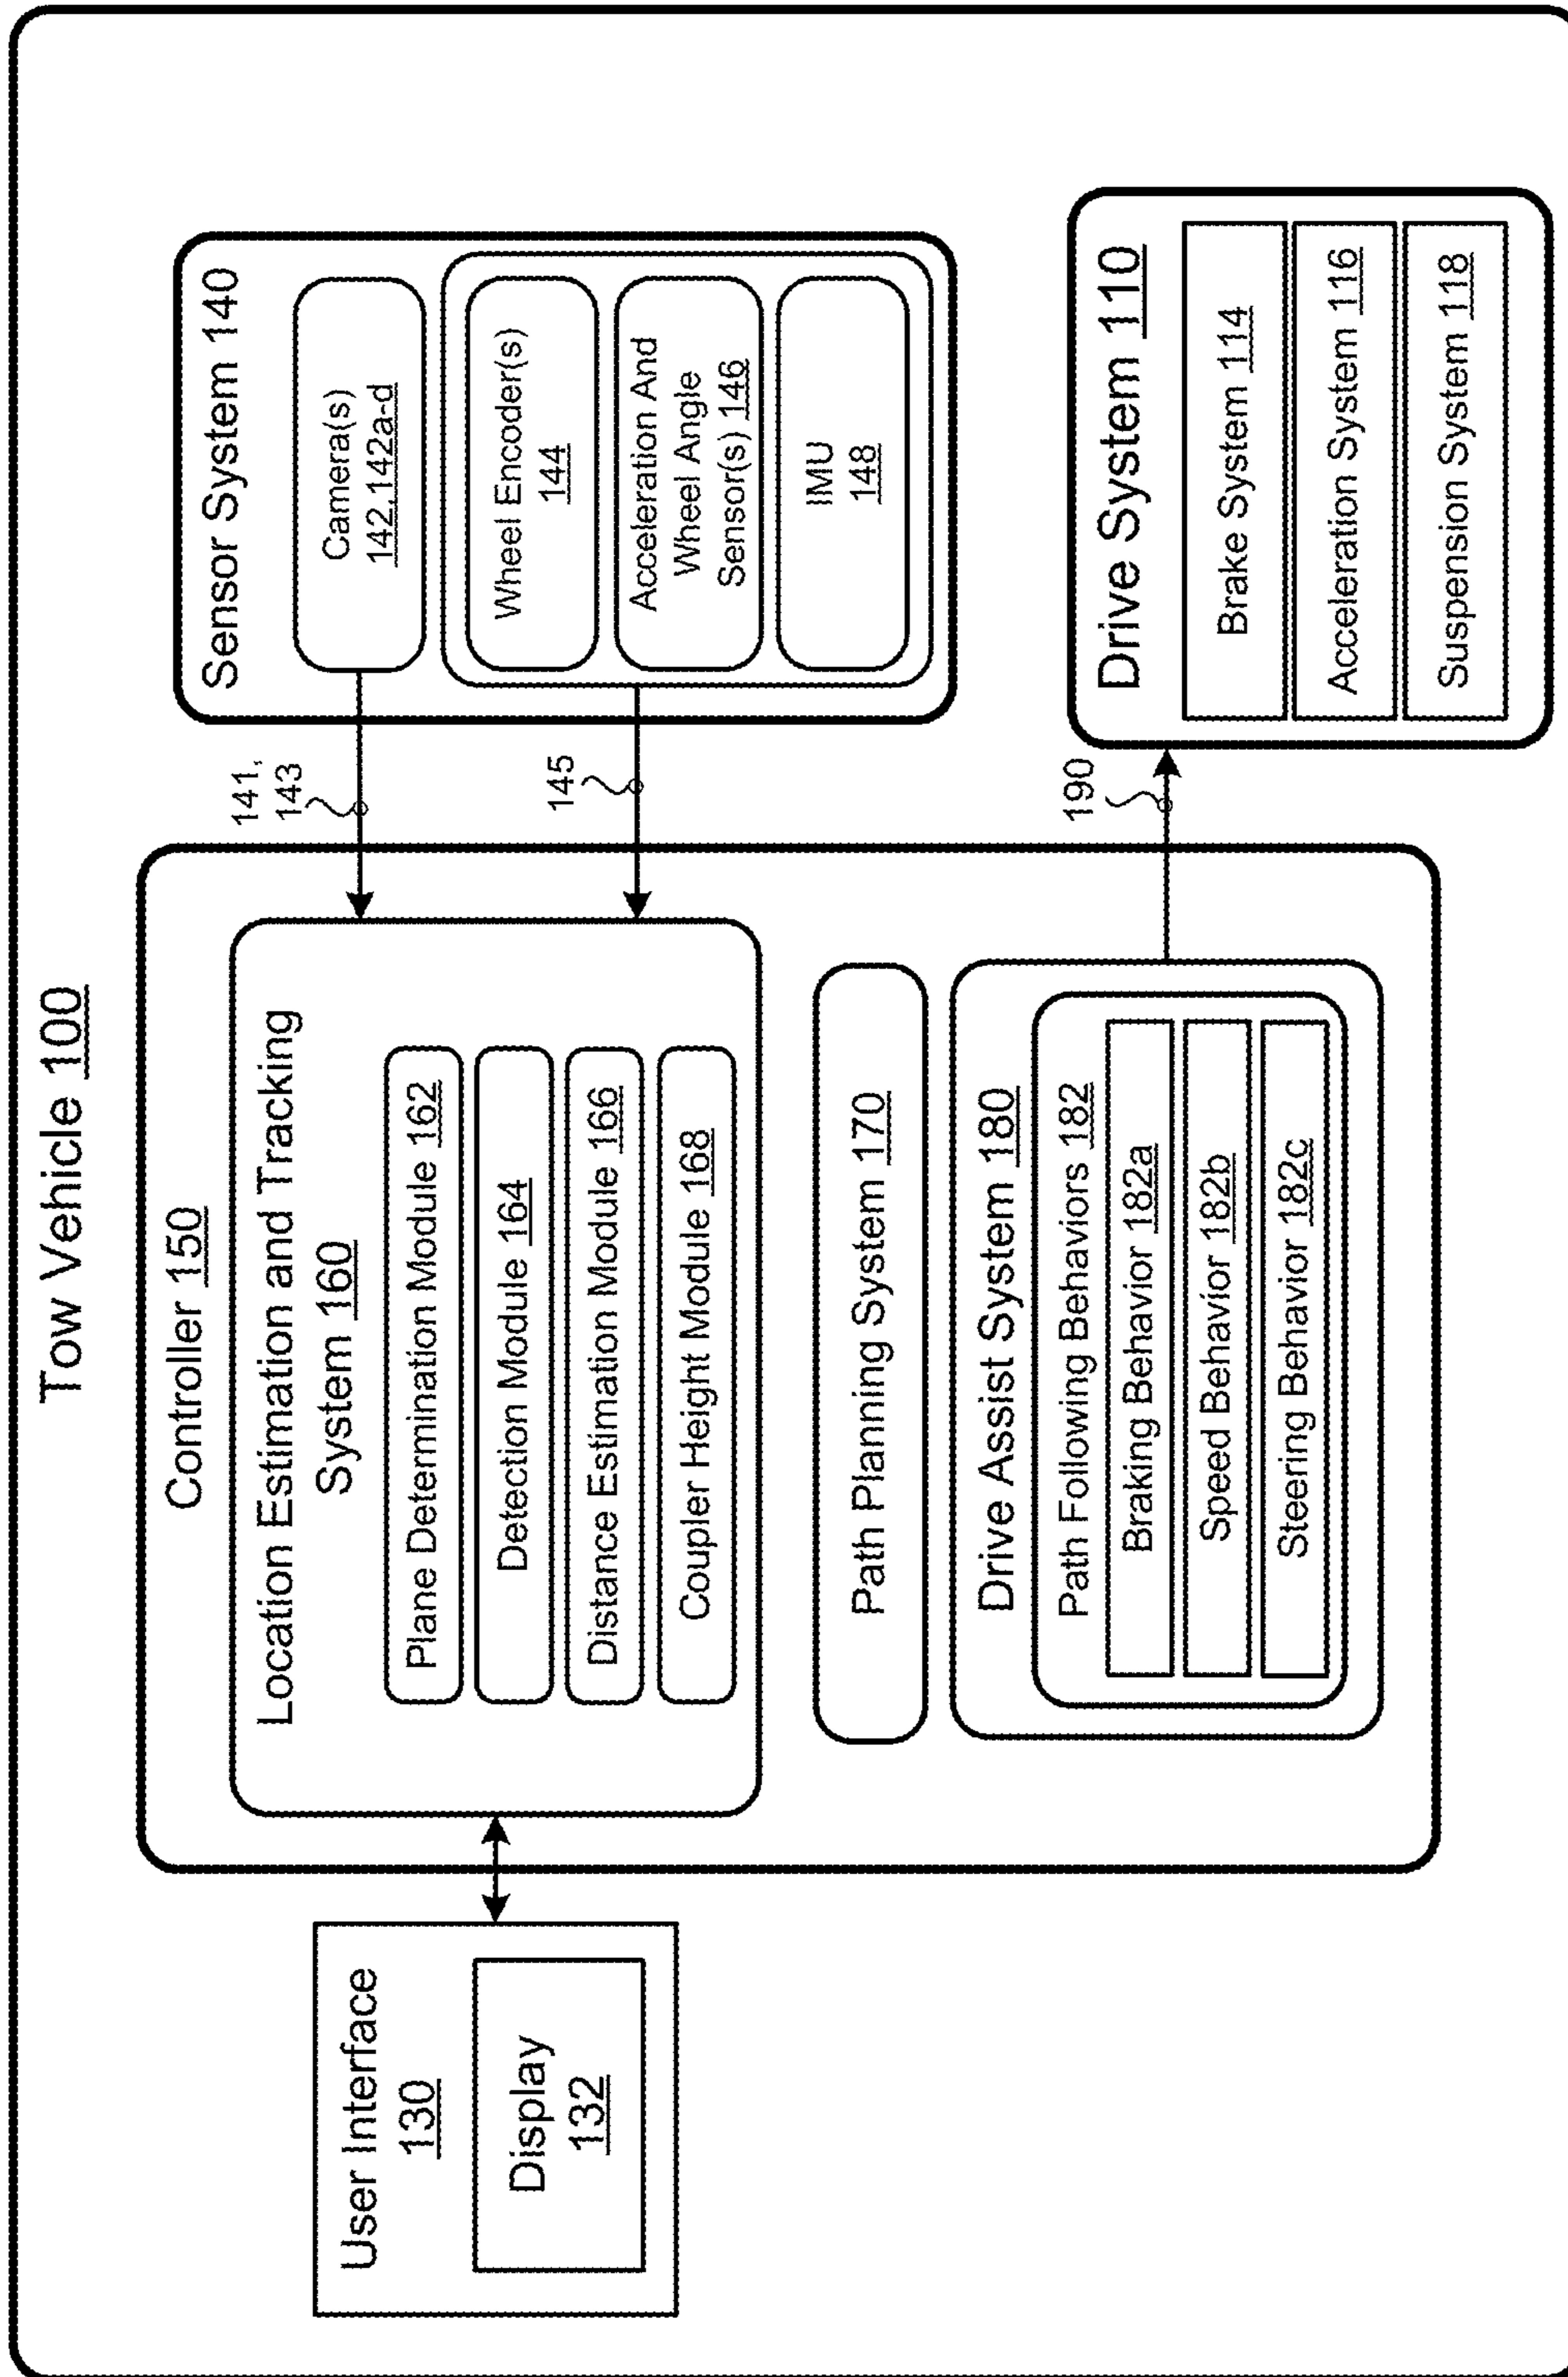 Tow Vehicle 100
User Interface
130
Display
132
Controller 150
Location Estimation and Tracking
System 160
Plane Determination Module 162
Detection Module 164
Distance Estimation Module 166
Coupler Height Module 168
Path Planning System 170
Drive Assist System 180
Path Following Behaviors 182
Braking Behavior 182a
Speed Behavior 182b
Steering Behavior 182c
141,
143
145
190
Sensor System 140
Camera(s)
142,142a-d
Wheel Encoder(s)
144
Acceleration And
Wheel Angle
Sensor(s) 146
IMU
148
Drive System 110
Brake System 114
Acceleration System 116
Suspension System 118